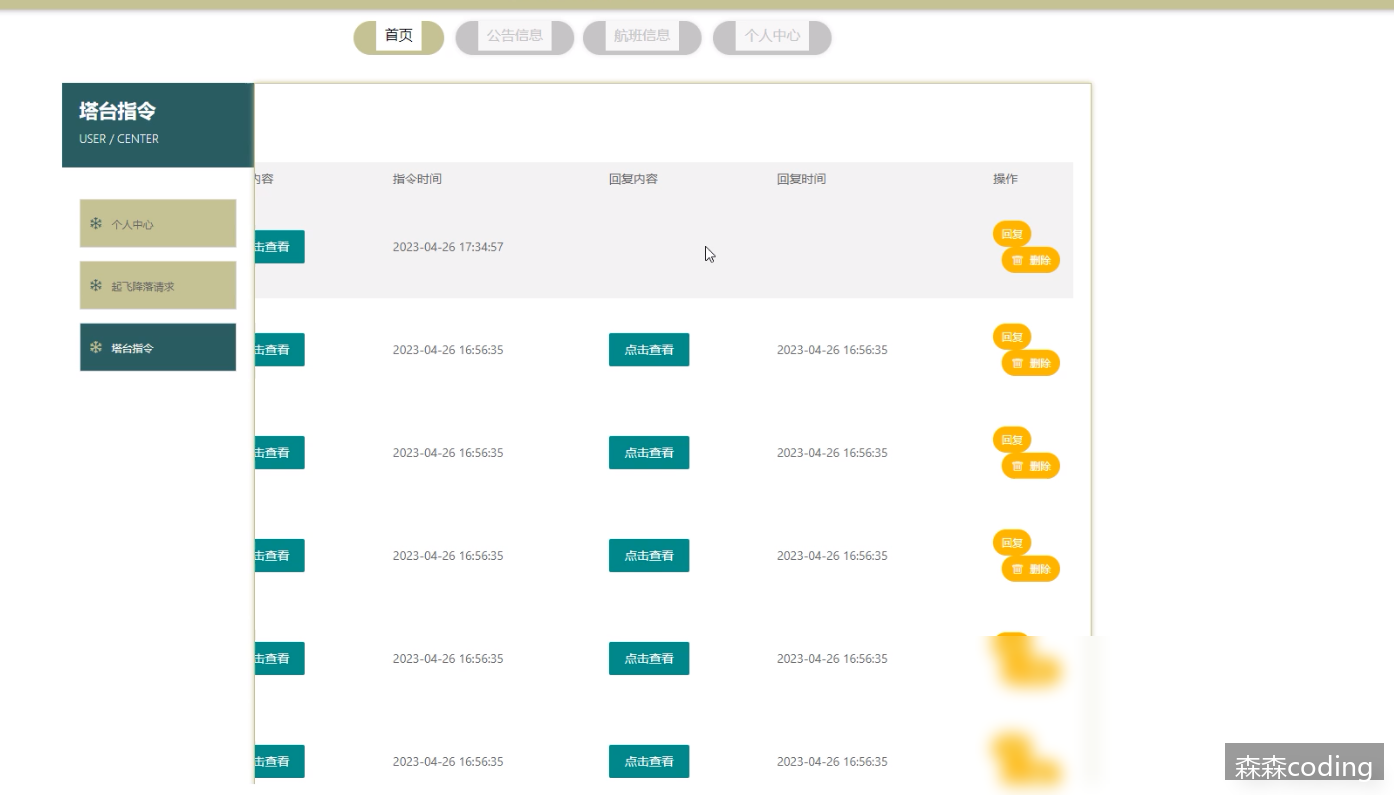 首页 公告信息 航班信息 个人中心
塔台指令
USER / CENTER
个人中心
起飞降落请求
塔台指令
内容 指令时间 回复内容 回复时间 操作
击查看 2023-04-26 17:34:57 回复
删除
击查看 2023-04-26 16:56:35 点击查看 2023-04-26 16:56:35 回复
删除
击查看 2023-04-26 16:56:35 点击查看 2023-04-26 16:56:35 回复
删除
击查看 2023-04-26 16:56:35 点击查看 2023-04-26 16:56:35 回复
删除
击查看 2023-04-26 16:56:35 点击查看 2023-04-26 16:56:35
击查看 2023-04-26 16:56:35 点击查看 2023-04-26 16:56:35
森森coding